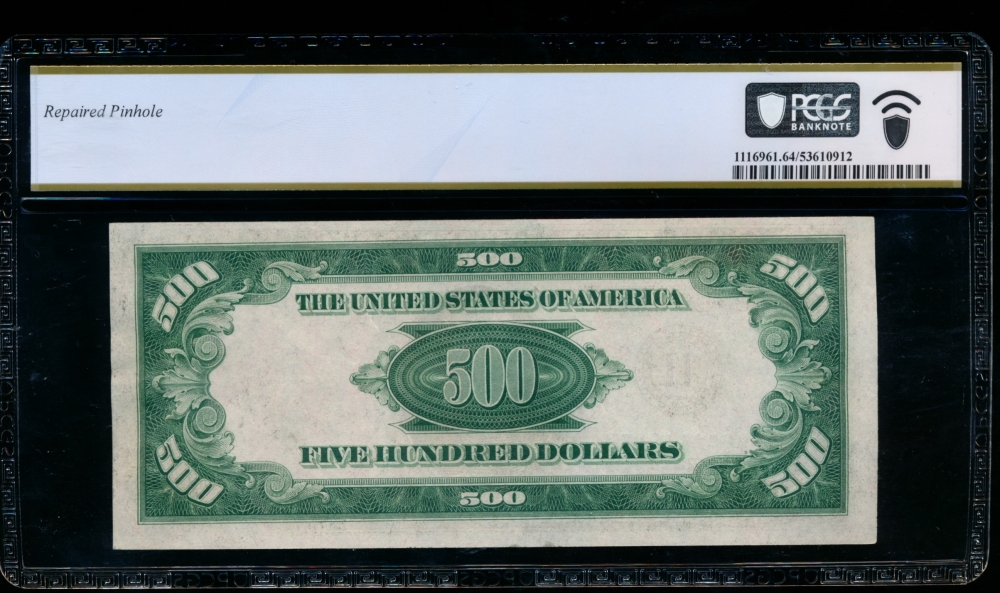 Repaired Pinhole
PCGS
BANKNOTE
1116961.64/53610912
500
500
500
THE UNITED STATES OF AMERICA
500
FIVE HUNDRED DOLLARS
500
500
500